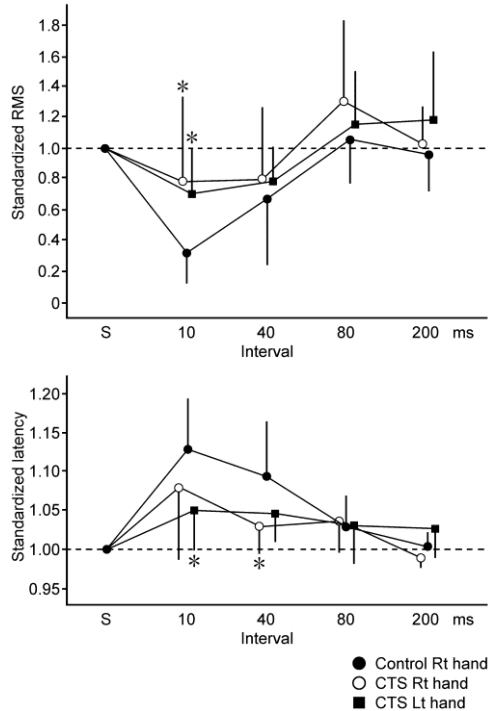 1.8
1.6
1.4
1.2
1.0
0.8
0.6
0.4
0.2
0
Standardized RMS
*
*
S 10 40 80 200 ms
Interval
1.20
1.15
1.10
1.05
1.00
0.95
Standardized latency
* *
S 10 40 80 200 ms
Interval
Control Rt hand
CTS Rt hand
CTS Lt hand